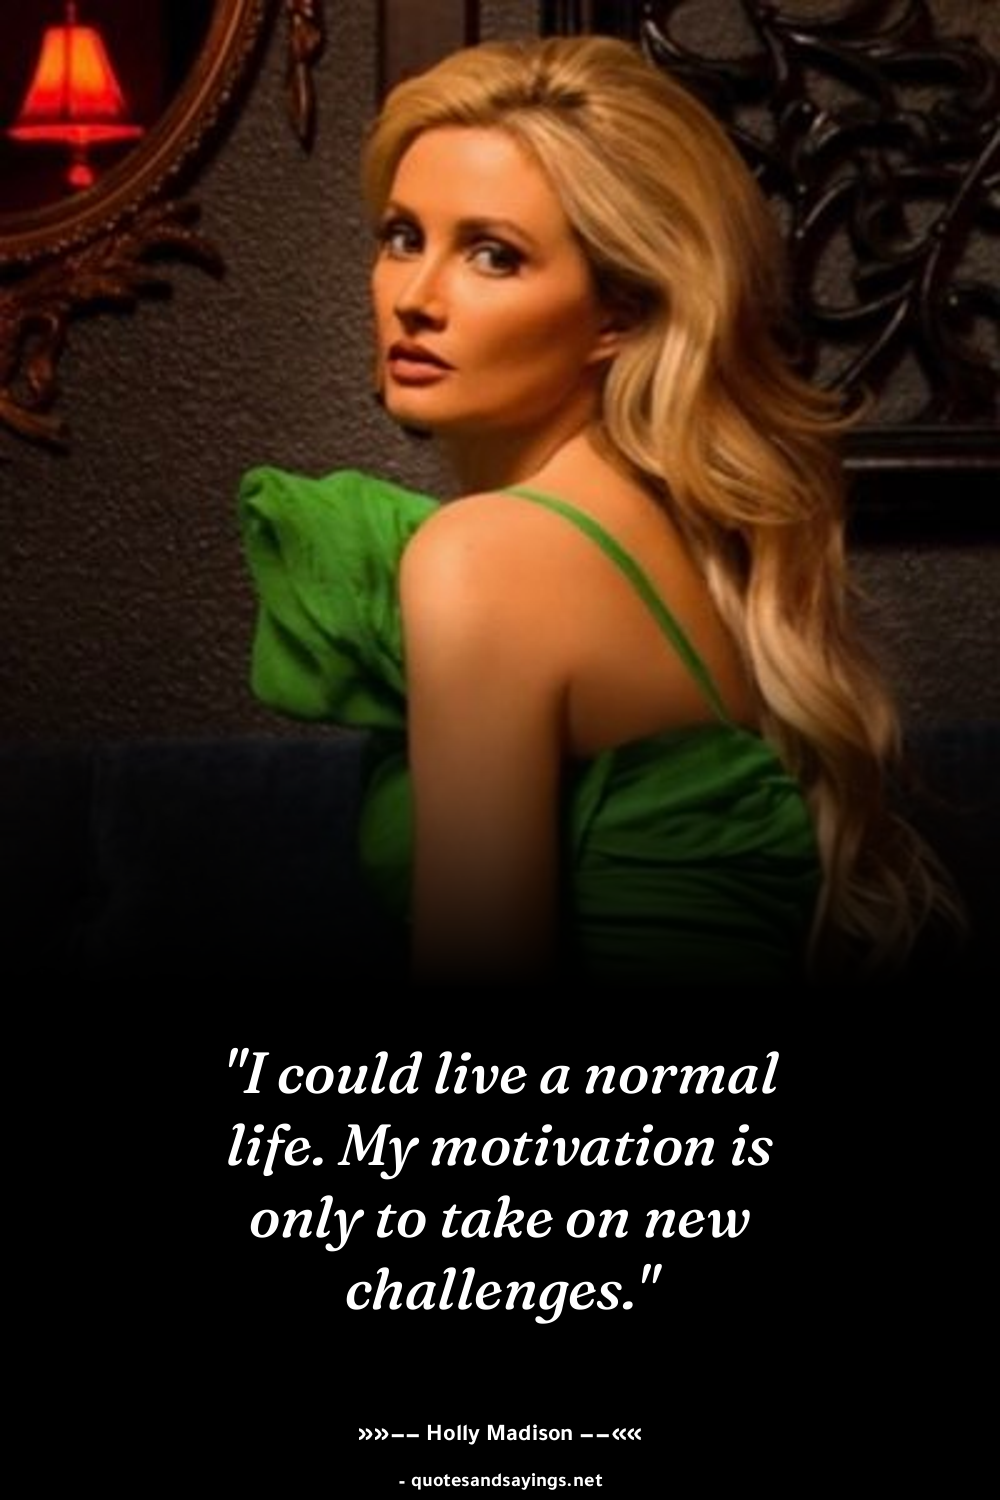 "I could live a normal
life. My motivation is
only to take on new
challenges."
»»−− Holly Madison −−««
- quotesandsayings.net